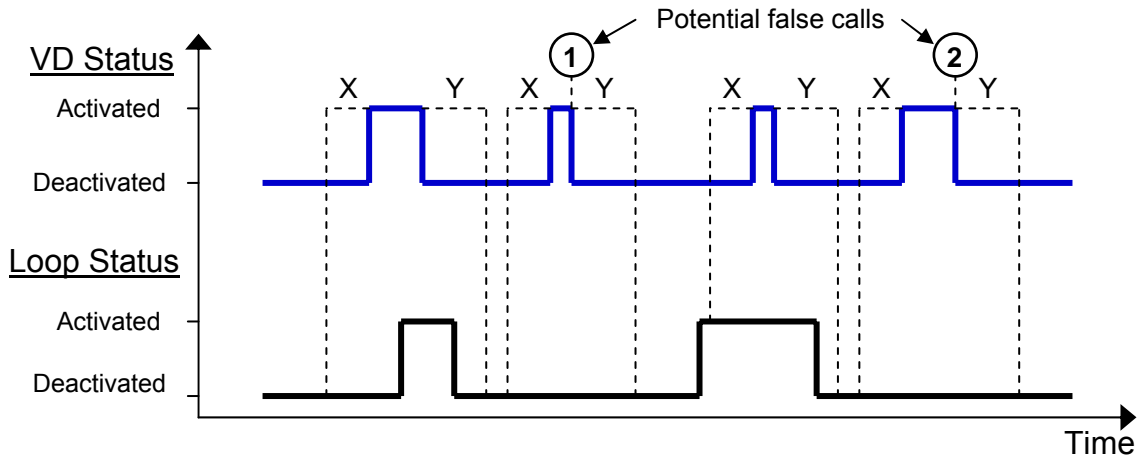 Potential false calls
VD Status
1
2
X Y X Y X Y X Y
Activated
Deactivated
Loop Status
Activated
Deactivated
Time